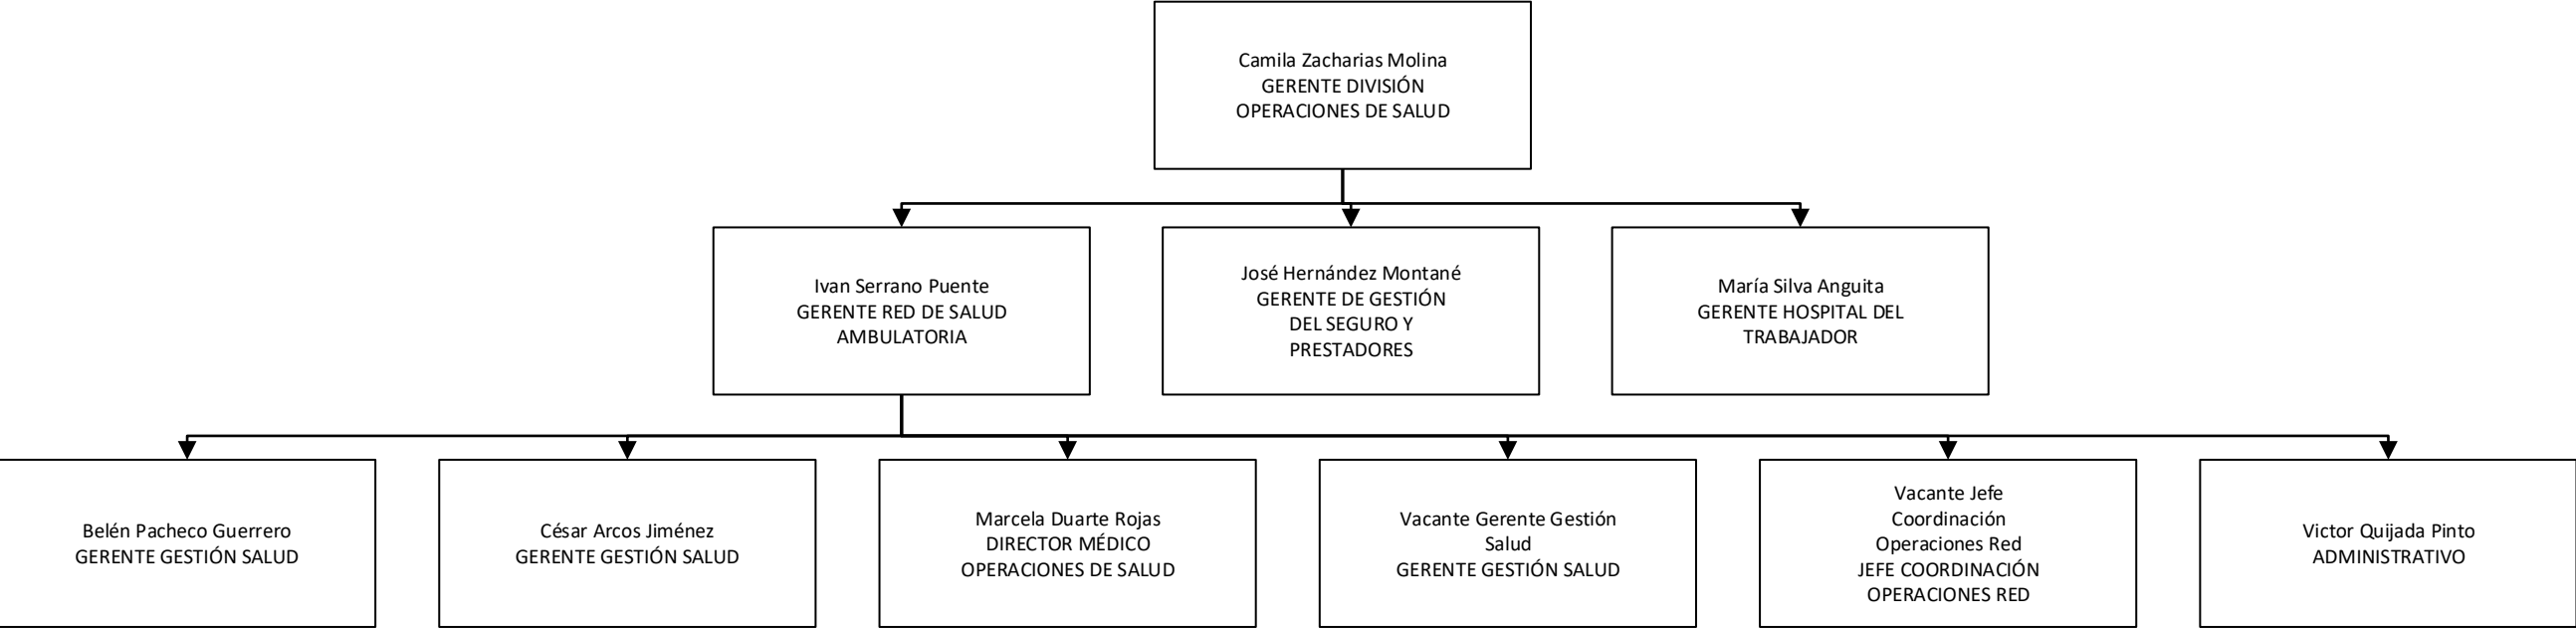 Camila Zacharias Molina
GERENTE DIVISIÓN
OPERACIONES DE SALUD
Ivan Serrano Puente
GERENTE RED DE SALUD
AMBULATORIA
José Hernández Montané
GERENTE DE GESTIÓN
DEL SEGURO Y
PRESTADORES
María Silva Anguita
GERENTE HOSPITAL DEL
TRABAJADOR
Belén Pacheco Guerrero
GERENTE GESTIÓN SALUD
César Arcos Jiménez
GERENTE GESTIÓN SALUD
Marcela Duarte Rojas
DIRECTOR MÉDICO
OPERACIONES DE SALUD
Vacante Gerente Gestión
Salud
GERENTE GESTIÓN SALUD
Vacante Jefe
Coordinación
Operaciones Red
JEFE COORDINACIÓN
OPERACIONES RED
Victor Quijada Pinto
ADMINISTRATIVO